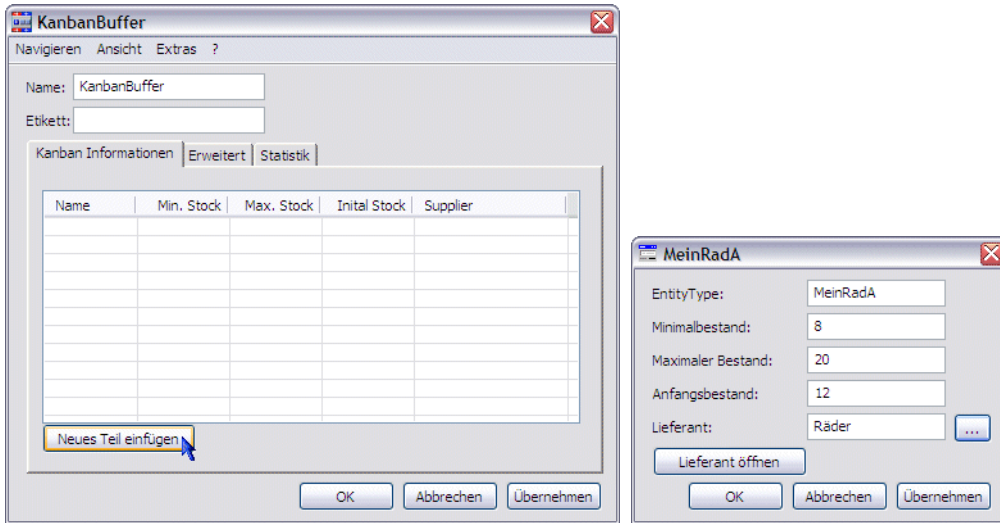 KanbanBuffer
Navigieren Ansicht Extras ?
Name: KanbanBuffer
Etikett:
Kanban Informationen Erweitert Statistik
Name Min. Stock Max. Stock Inital Stock Supplier
Neues Teil einfügen
OK Abbrechen Übernehmen
MeinRadA
EntityType: MeinRadA
Minimalbestand: 8
Maximaler Bestand: 20
Anfangsbestand: 12
Lieferant: Räder ...
Lieferant öffnen
OK Abbrechen Übernehmen